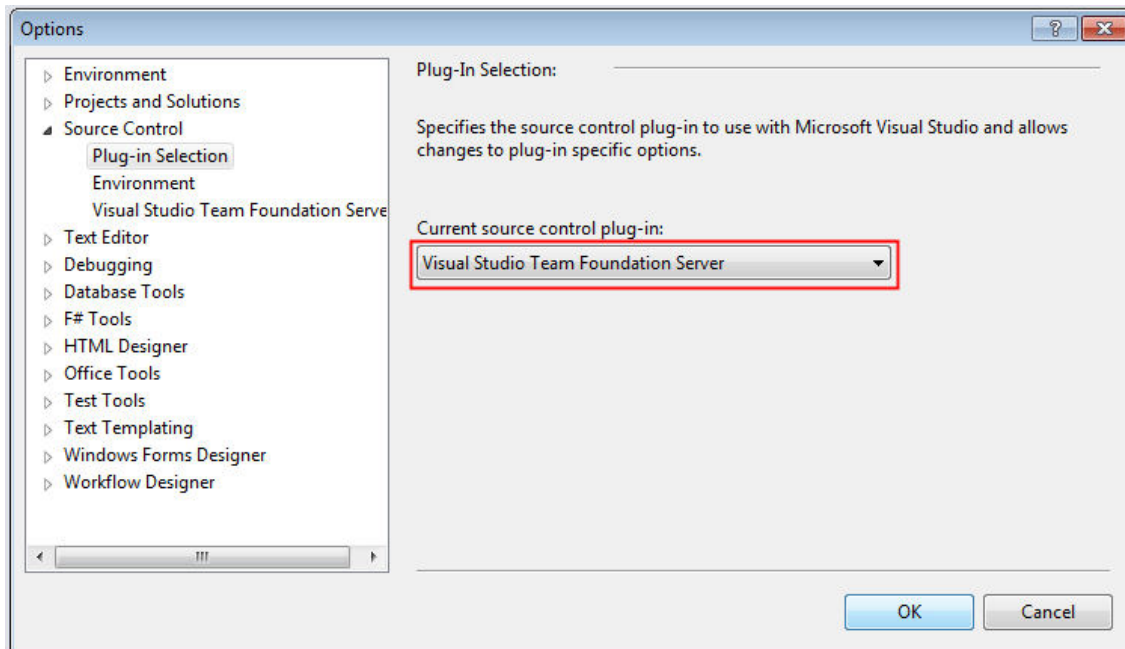 Options
Environment
Projects and Solutions
Source Control
Plug-in Selection
Environment
Visual Studio Team Foundation Serve
Text Editor
Debugging
Database Tools
F# Tools
HTML Designer
Office Tools
Test Tools
Text Templating
Windows Forms Designer
Workflow Designer
Plug-In Selection:
Specifies the source control plug-in to use with Microsoft Visual Studio and allows
changes to plug-in specific options.
Current source control plug-in:
Visual Studio Team Foundation Server
OK
Cancel